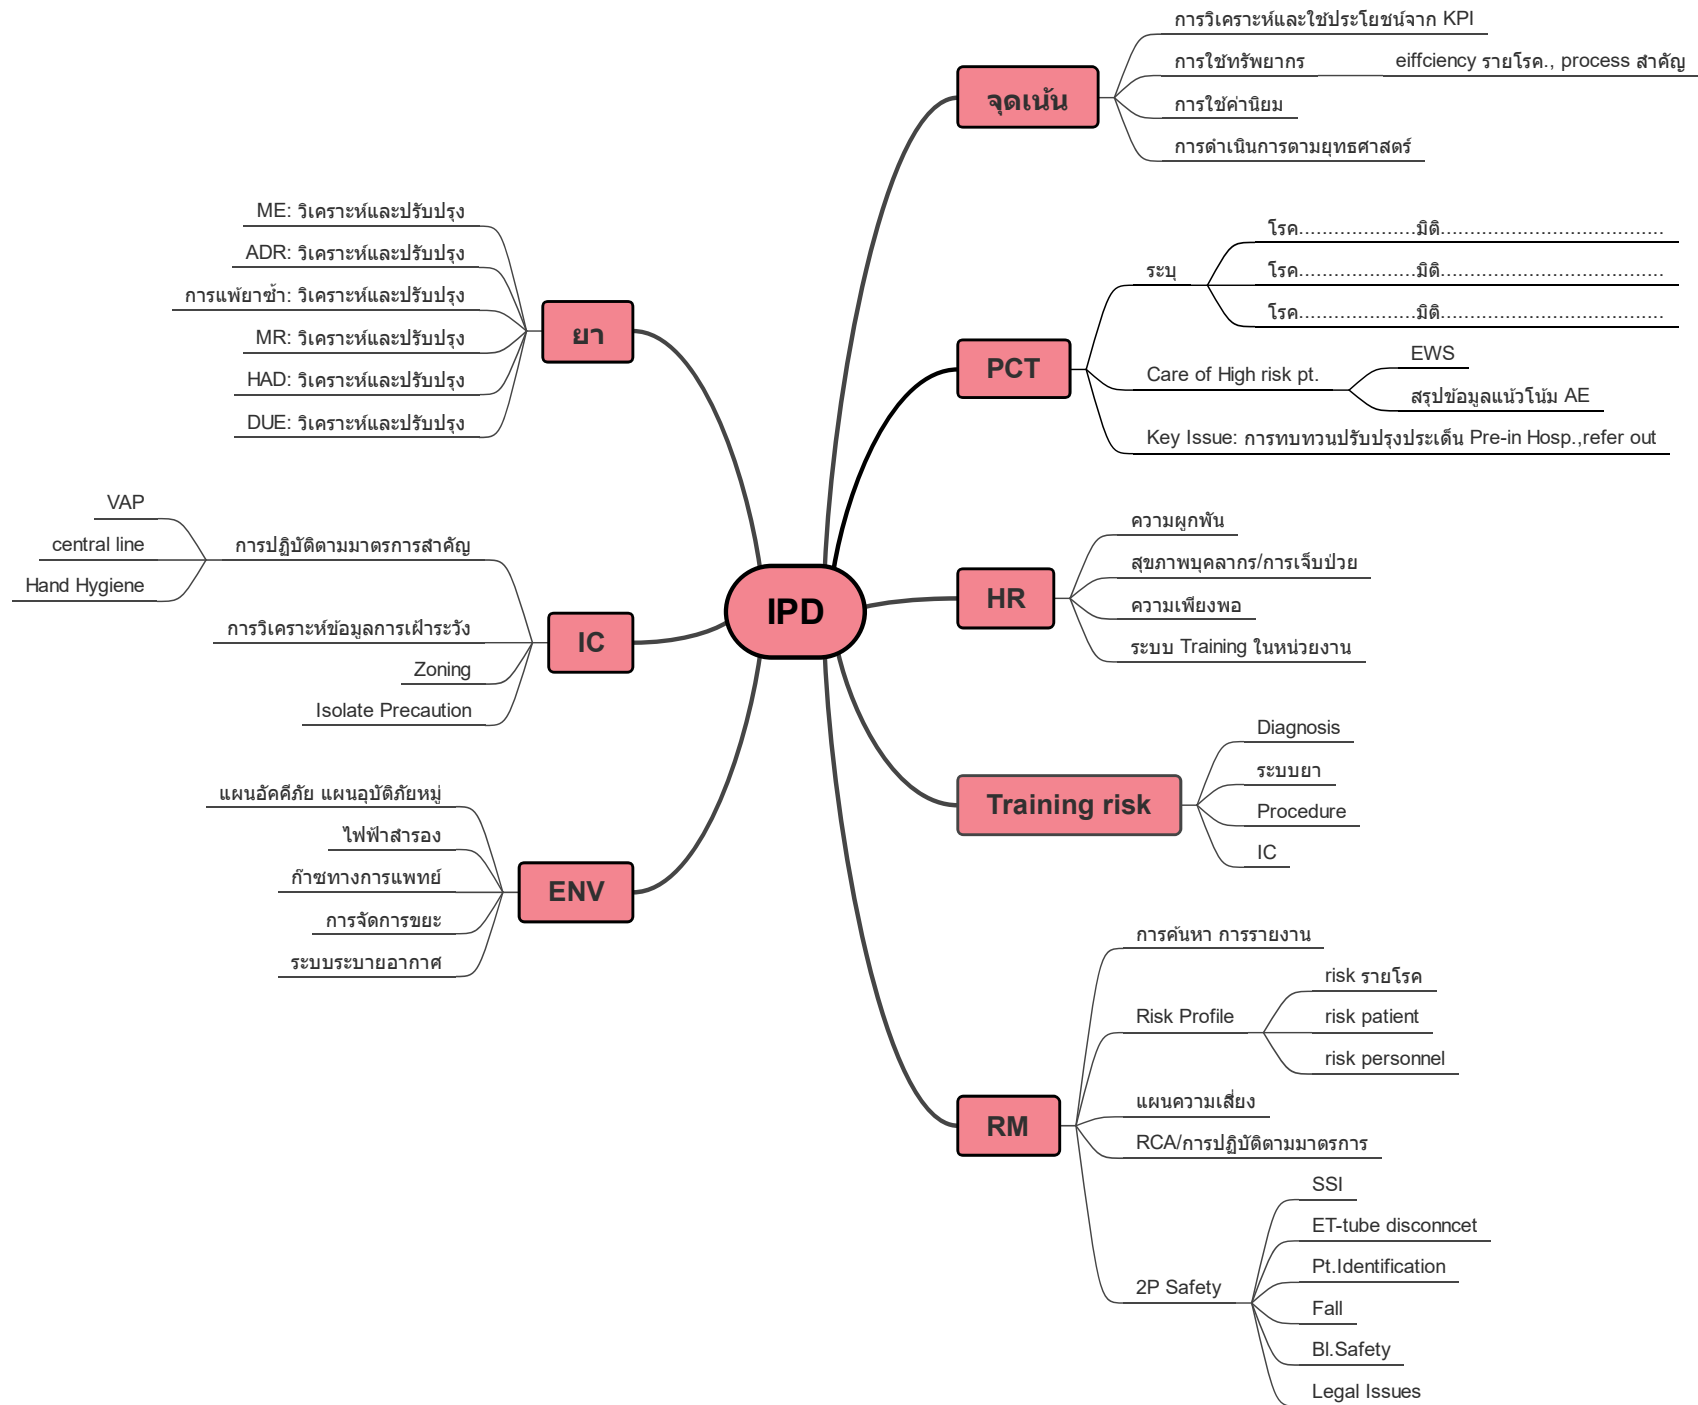 IPD
จุดเน้น
การวิเคราะห์และใช้ประโยชน์จาก KPI
การใช้ทรัพยากร
eiffciency รายโรค., process สำคัญ
การใช้ค่านิยม
การดำเนินการตามยุทธศาสตร์
PCT
ระบุ
โรค....................มิติ......................................
โรค....................มิติ......................................
โรค....................มิติ......................................
Care of High risk pt.
EWS
สรุปข้อมูลแน้วโน้ม AE
Key Issue: การทบทวนปรับปรุงประเด็น Pre-in Hosp.,refer out
HR
ความผูกพัน
สุขภาพบุคลากร/การเจ็บป่วย
ความเพียงพอ
ระบบ Training ในหน่วยงาน
Training risk
Diagnosis
ระบบยา
Procedure
IC
RM
การค้นหา การรายงาน
Risk Profile
risk รายโรค
risk patient
risk personnel
แผนความเสี่ยง
RCA/การปฏิบัติตามมาตรการ
2P Safety
SSI
ET-tube disconncet
Pt.Identification
Fall
Bl.Safety
Legal Issues
ยา
ME: วิเคราะห์และปรับปรุง
ADR: วิเคราะห์และปรับปรุง
การแพ้ยาซ้ำ: วิเคราะห์และปรับปรุง
MR: วิเคราะห์และปรับปรุง
HAD: วิเคราะห์และปรับปรุง
DUE: วิเคราะห์และปรับปรุง
IC
การปฏิบัติตามมาตรการสำคัญ
VAP
central line
Hand Hygiene
การวิเคราะห์ข้อมูลการเฝ้าระวัง
Zoning
Isolate Precaution
ENV
แผนอัคคีภัย แผนอุบัติภัยหมู่
ไฟฟ้าสำรอง
ก๊าซทางการแพทย์
การจัดการขยะ
ระบบระบายอากาศ